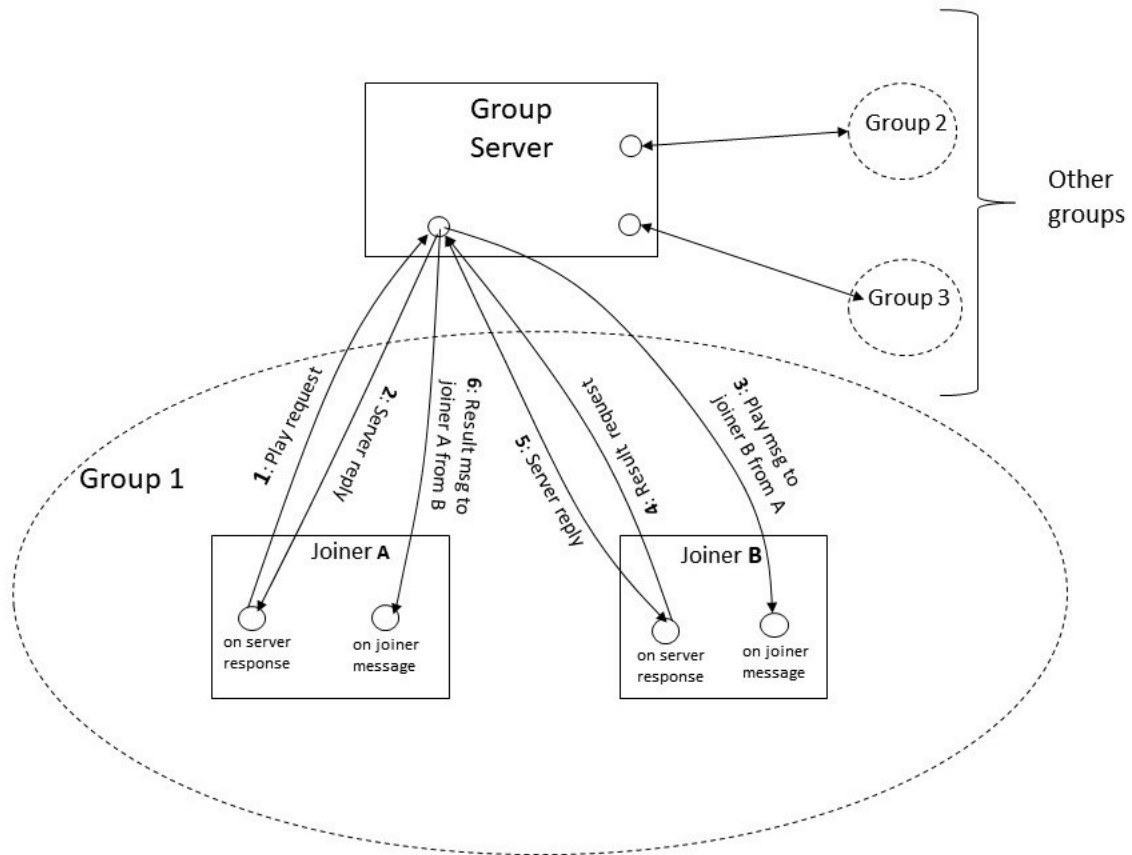 Group
Server
Group 2
Other
groups
Group 3
Group 1
1: Play request
2: Server reply
6: Result msg to
joiner A from B
5: Server reply
4: Result request
3: Play msg to
joiner B from A
Joiner A
on server
response
on joiner
message
Joiner B
on server
response
on joiner
message